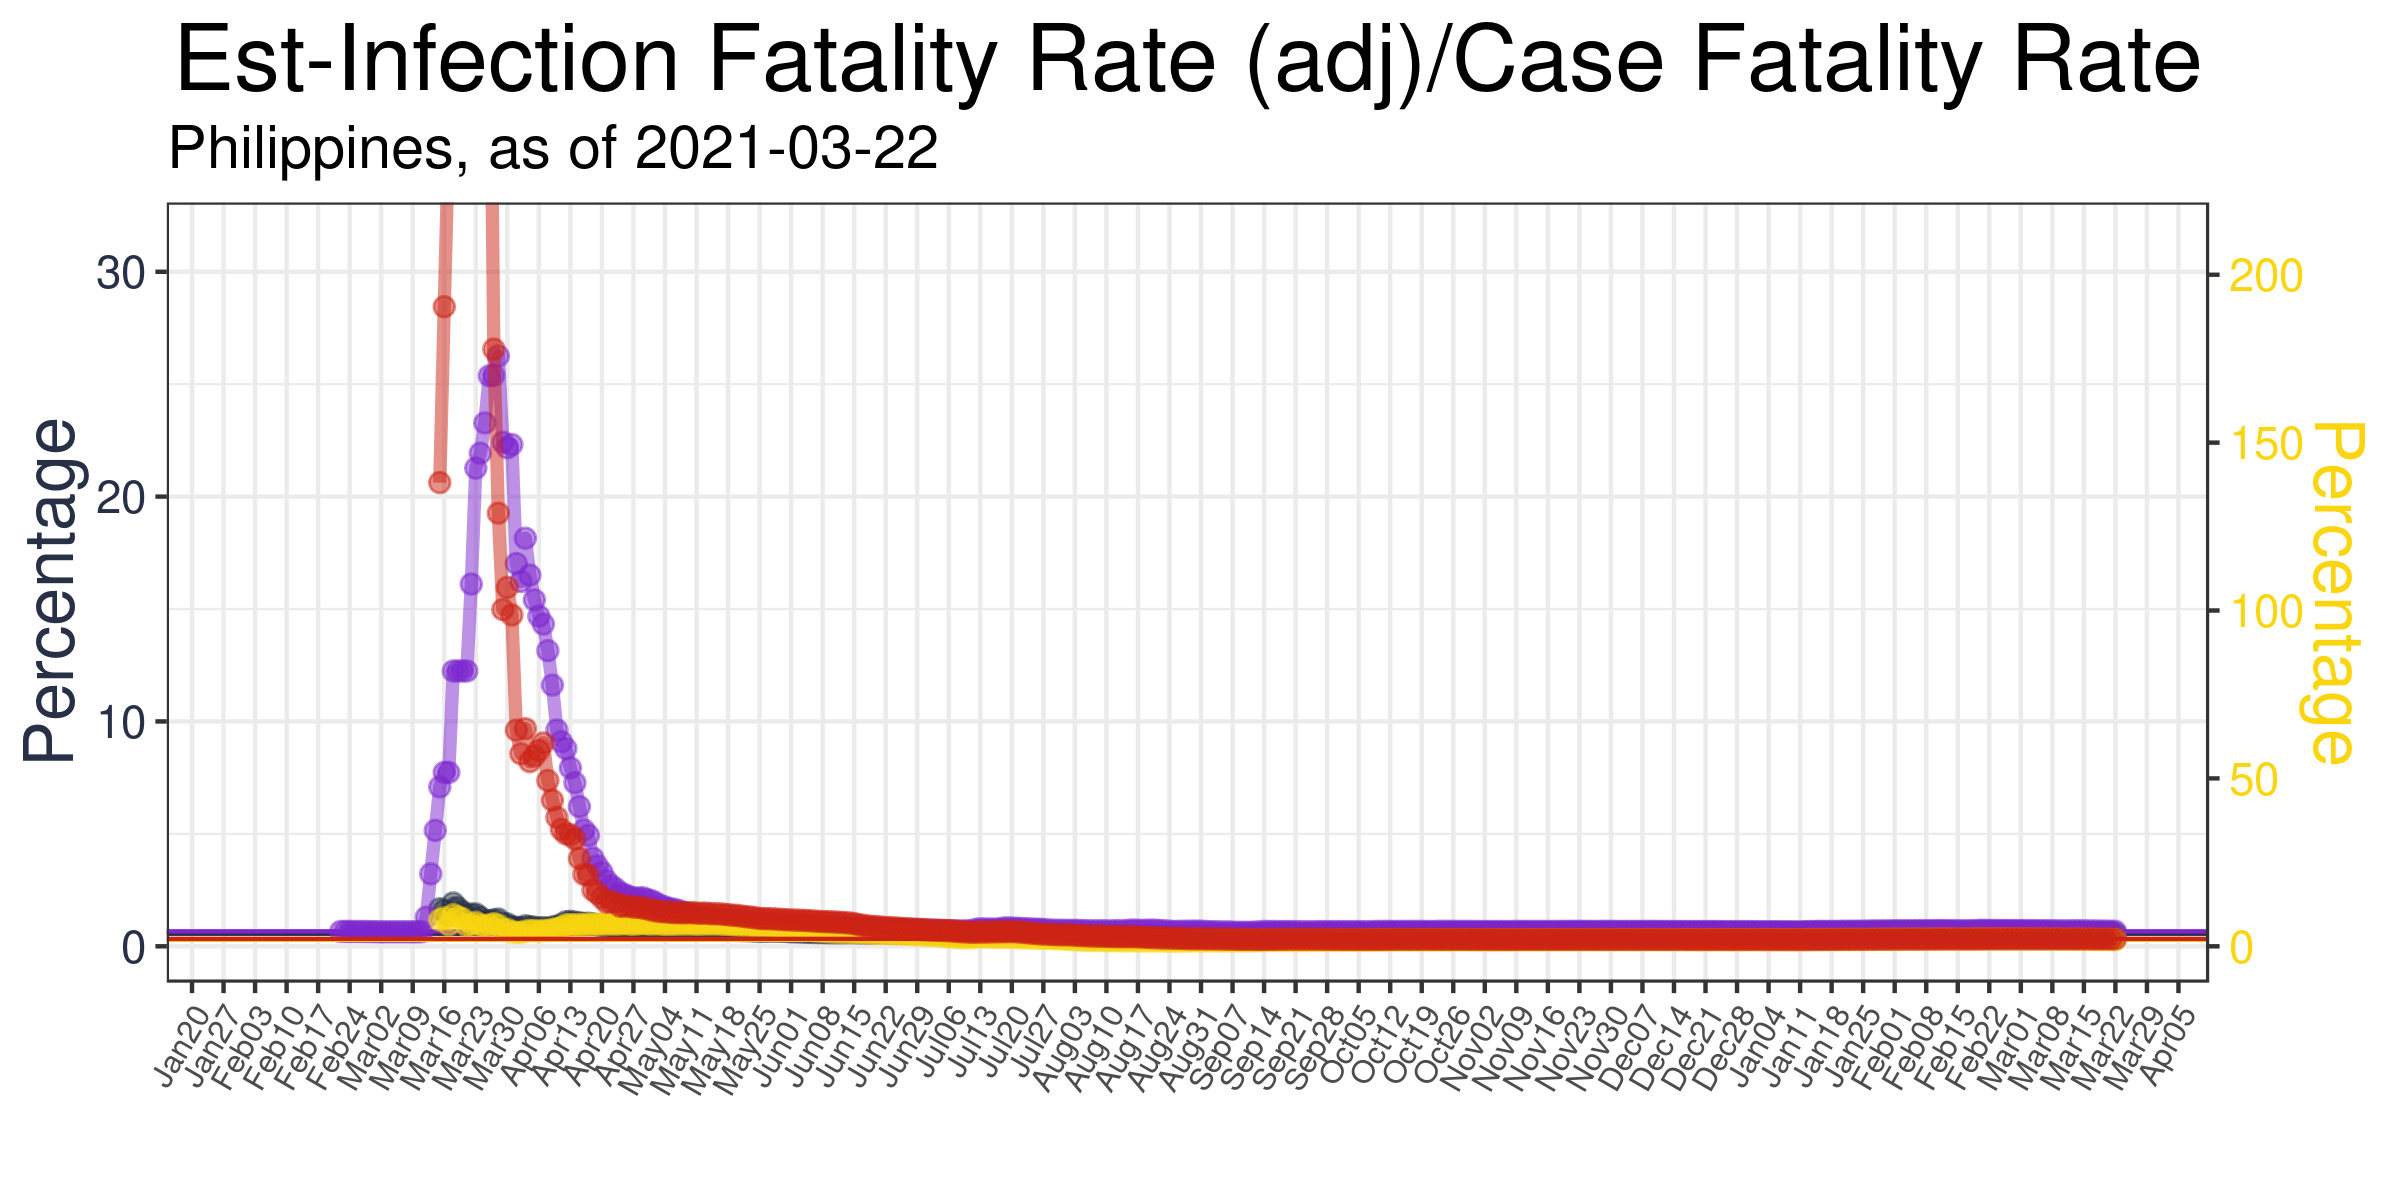 Est-Infection Fatality Rate (adj)/Case Fatality Rate
Philippines, as of 2021-03-22
Percentage
30
20
10
0
200
150
100
50
0
Percentage
Jan20
Jan27
Feb03
Feb10
Feb17
Feb24
Mar02
Mar09
Mar16
Mar23
Mar30
Apr06
Apr13
Apr20
Apr27
May04
May11
May18
May25
Jun01
Jun08
Jun15
Jun22
Jun29
Jul06
Jul13
Jul20
Jul27
Aug03
Aug10
Aug17
Aug24
Aug31
Sep07
Sep14
Sep21
Sep28
Oct05
Oct12
Oct19
Oct26
Nov02
Nov09
Nov16
Nov23
Nov30
Dec07
Dec14
Dec21
Dec28
Jan04
Jan11
Jan18
Jan25
Feb01
Feb08
Feb15
Feb22
Mar01
Mar08
Mar15
Mar22
Mar29
Apr05